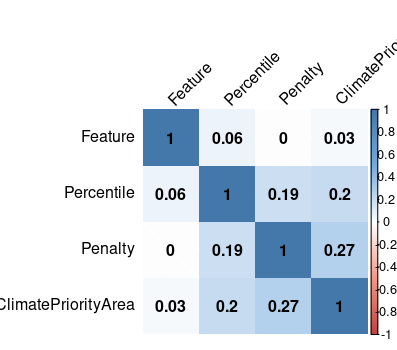 Feature Percentile Penalty ClimatePrio
Feature 1 0.06 0 0.03
Percentile 0.06 1 0.19 0.2
Penalty 0 0.19 1 0.27
ClimatePriorityArea 0.03 0.2 0.27 1
1
0.8
0.6
0.4
0.2
0
-0.2
-0.4
-0.6
-0.8
-1